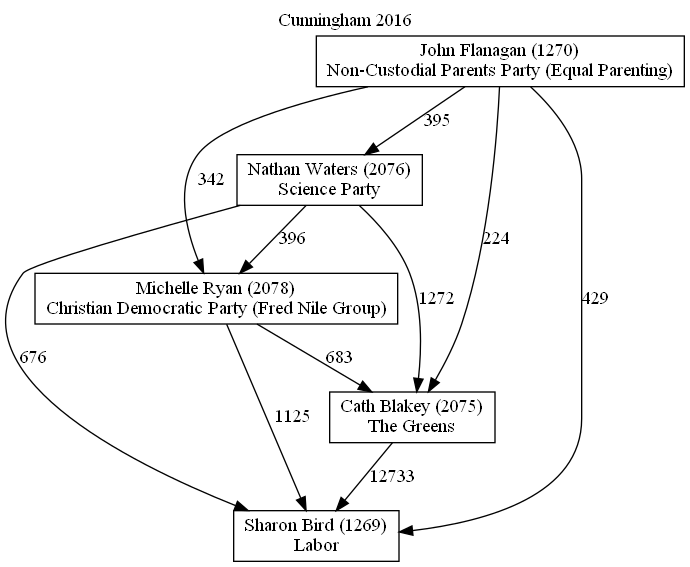 Cunningham 2016
John Flanagan (1270)
Non-Custodial Parents Party (Equal Parenting)
395
Nathan Waters (2076)
Science Party
342
396
224
Michelle Ryan (2078)
Christian Democratic Party (Fred Nile Group)
1272
429
676
683
Cath Blakey (2075)
The Greens
1125
12733
Sharon Bird (1269)
Labor